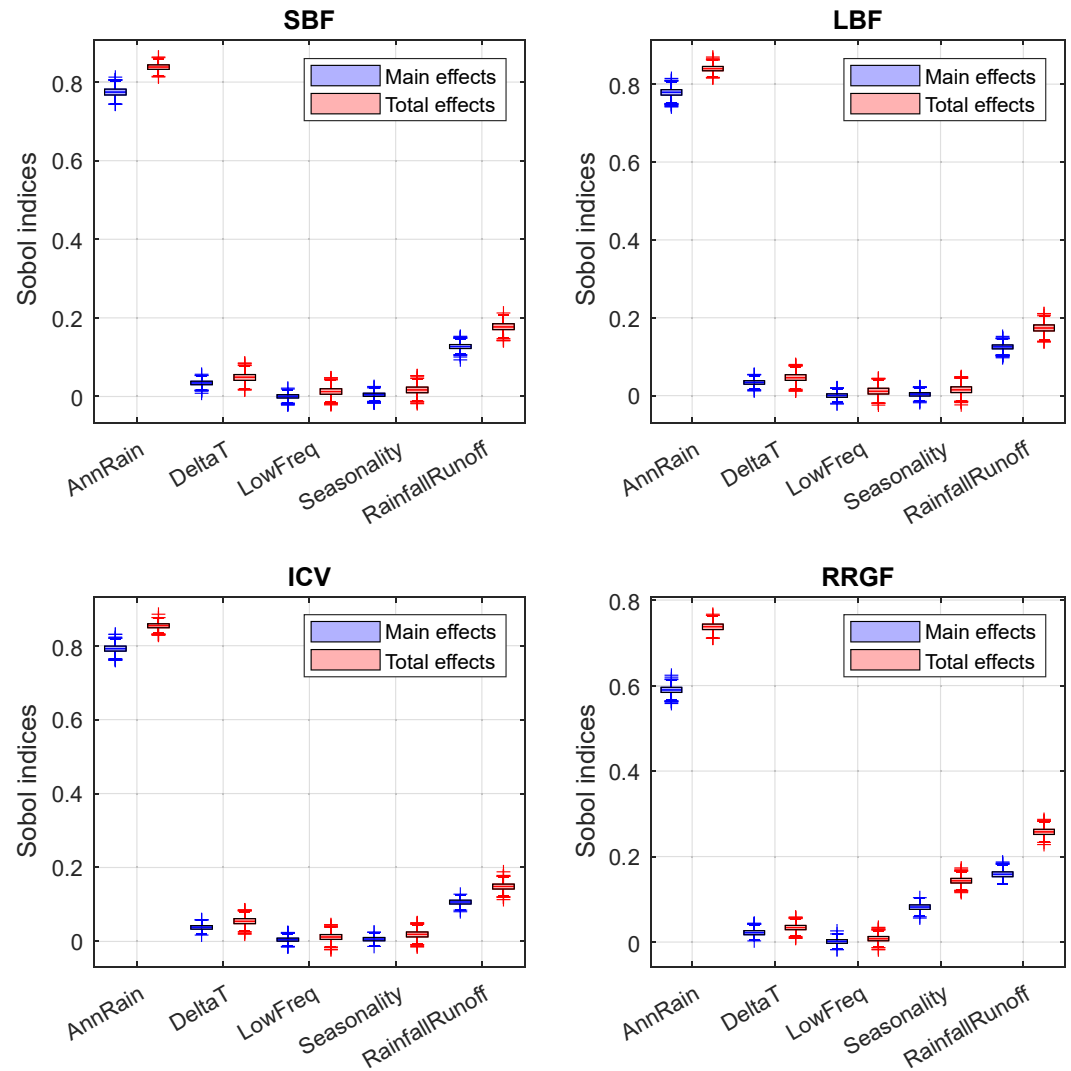 SBF
Sobol indices
0.8
0.6
0.4
0.2
0
Main effects
Total effects
AnnRain
DeltaT
LowFreq
Seasonality
RainfallRunoff
LBF
Sobol indices
0.8
0.6
0.4
0.2
0
Main effects
Total effects
AnnRain
DeltaT
LowFreq
Seasonality
RainfallRunoff
ICV
Sobol indices
0.8
0.6
0.4
0.2
0
Main effects
Total effects
AnnRain
DeltaT
LowFreq
Seasonality
RainfallRunoff
RRGF
Sobol indices
0.8
0.6
0.4
0.2
0
Main effects
Total effects
AnnRain
DeltaT
LowFreq
Seasonality
RainfallRunoff